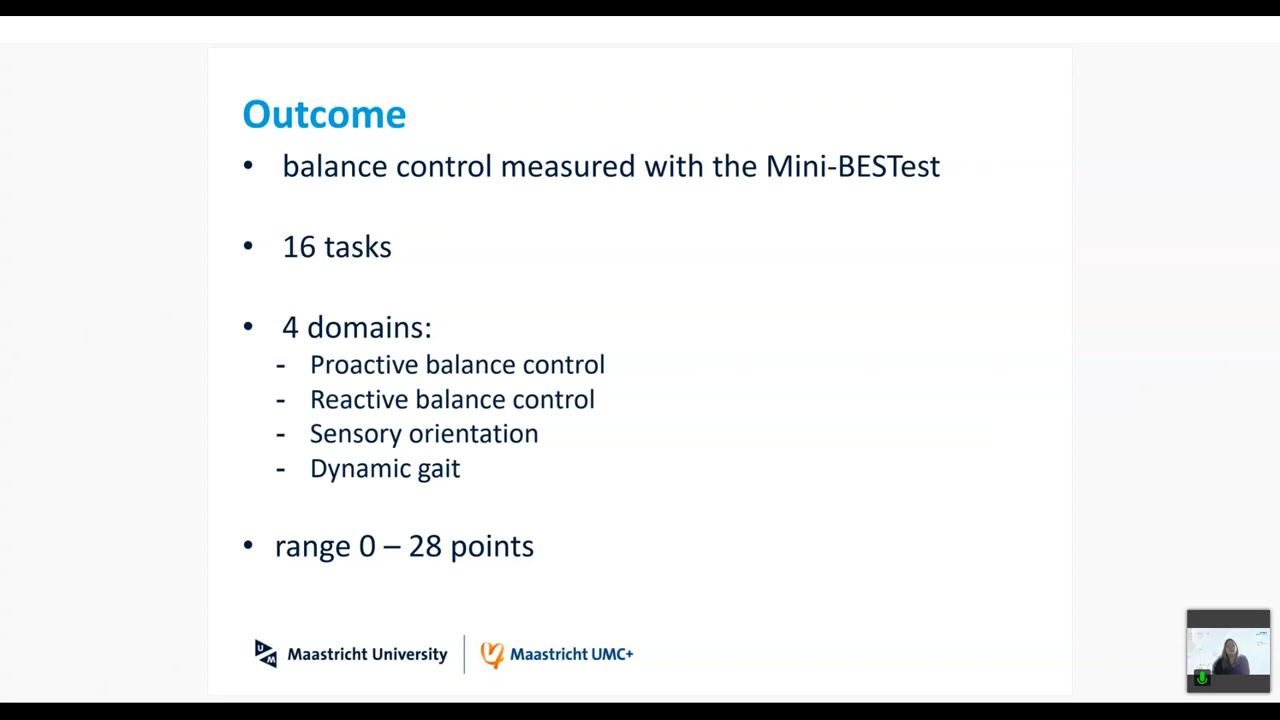 Outcome
• balance control measured with the Mini-BESTest
• 16 tasks
• 4 domains:
- Proactive balance control
- Reactive balance control
- Sensory orientation
- Dynamic gait
• range 0 – 28 points
UM Maastricht University | Maastricht UMC+